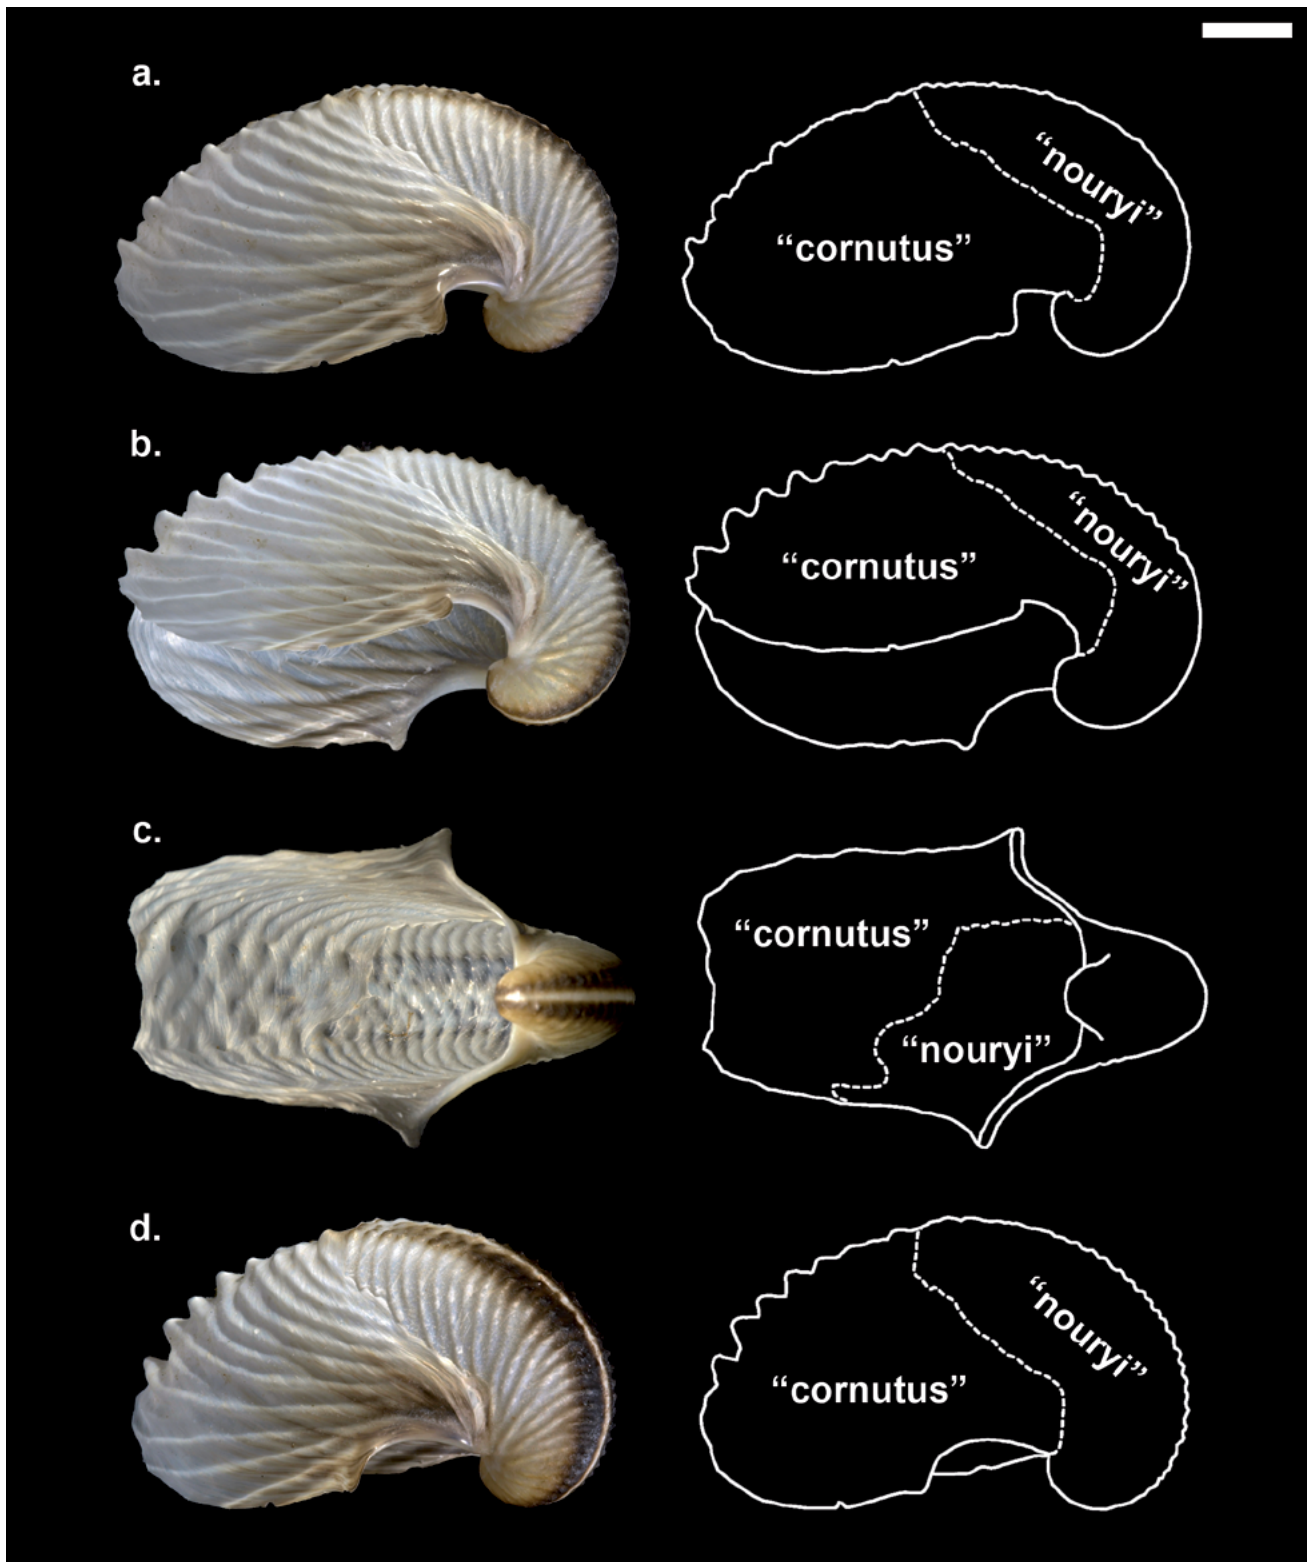 a.
“nouryi”
“cornutus”
b.
“nouryi”
“cornutus”
c.
“cornutus”
“nouryi”
d.
“nouryi”
“cornutus”